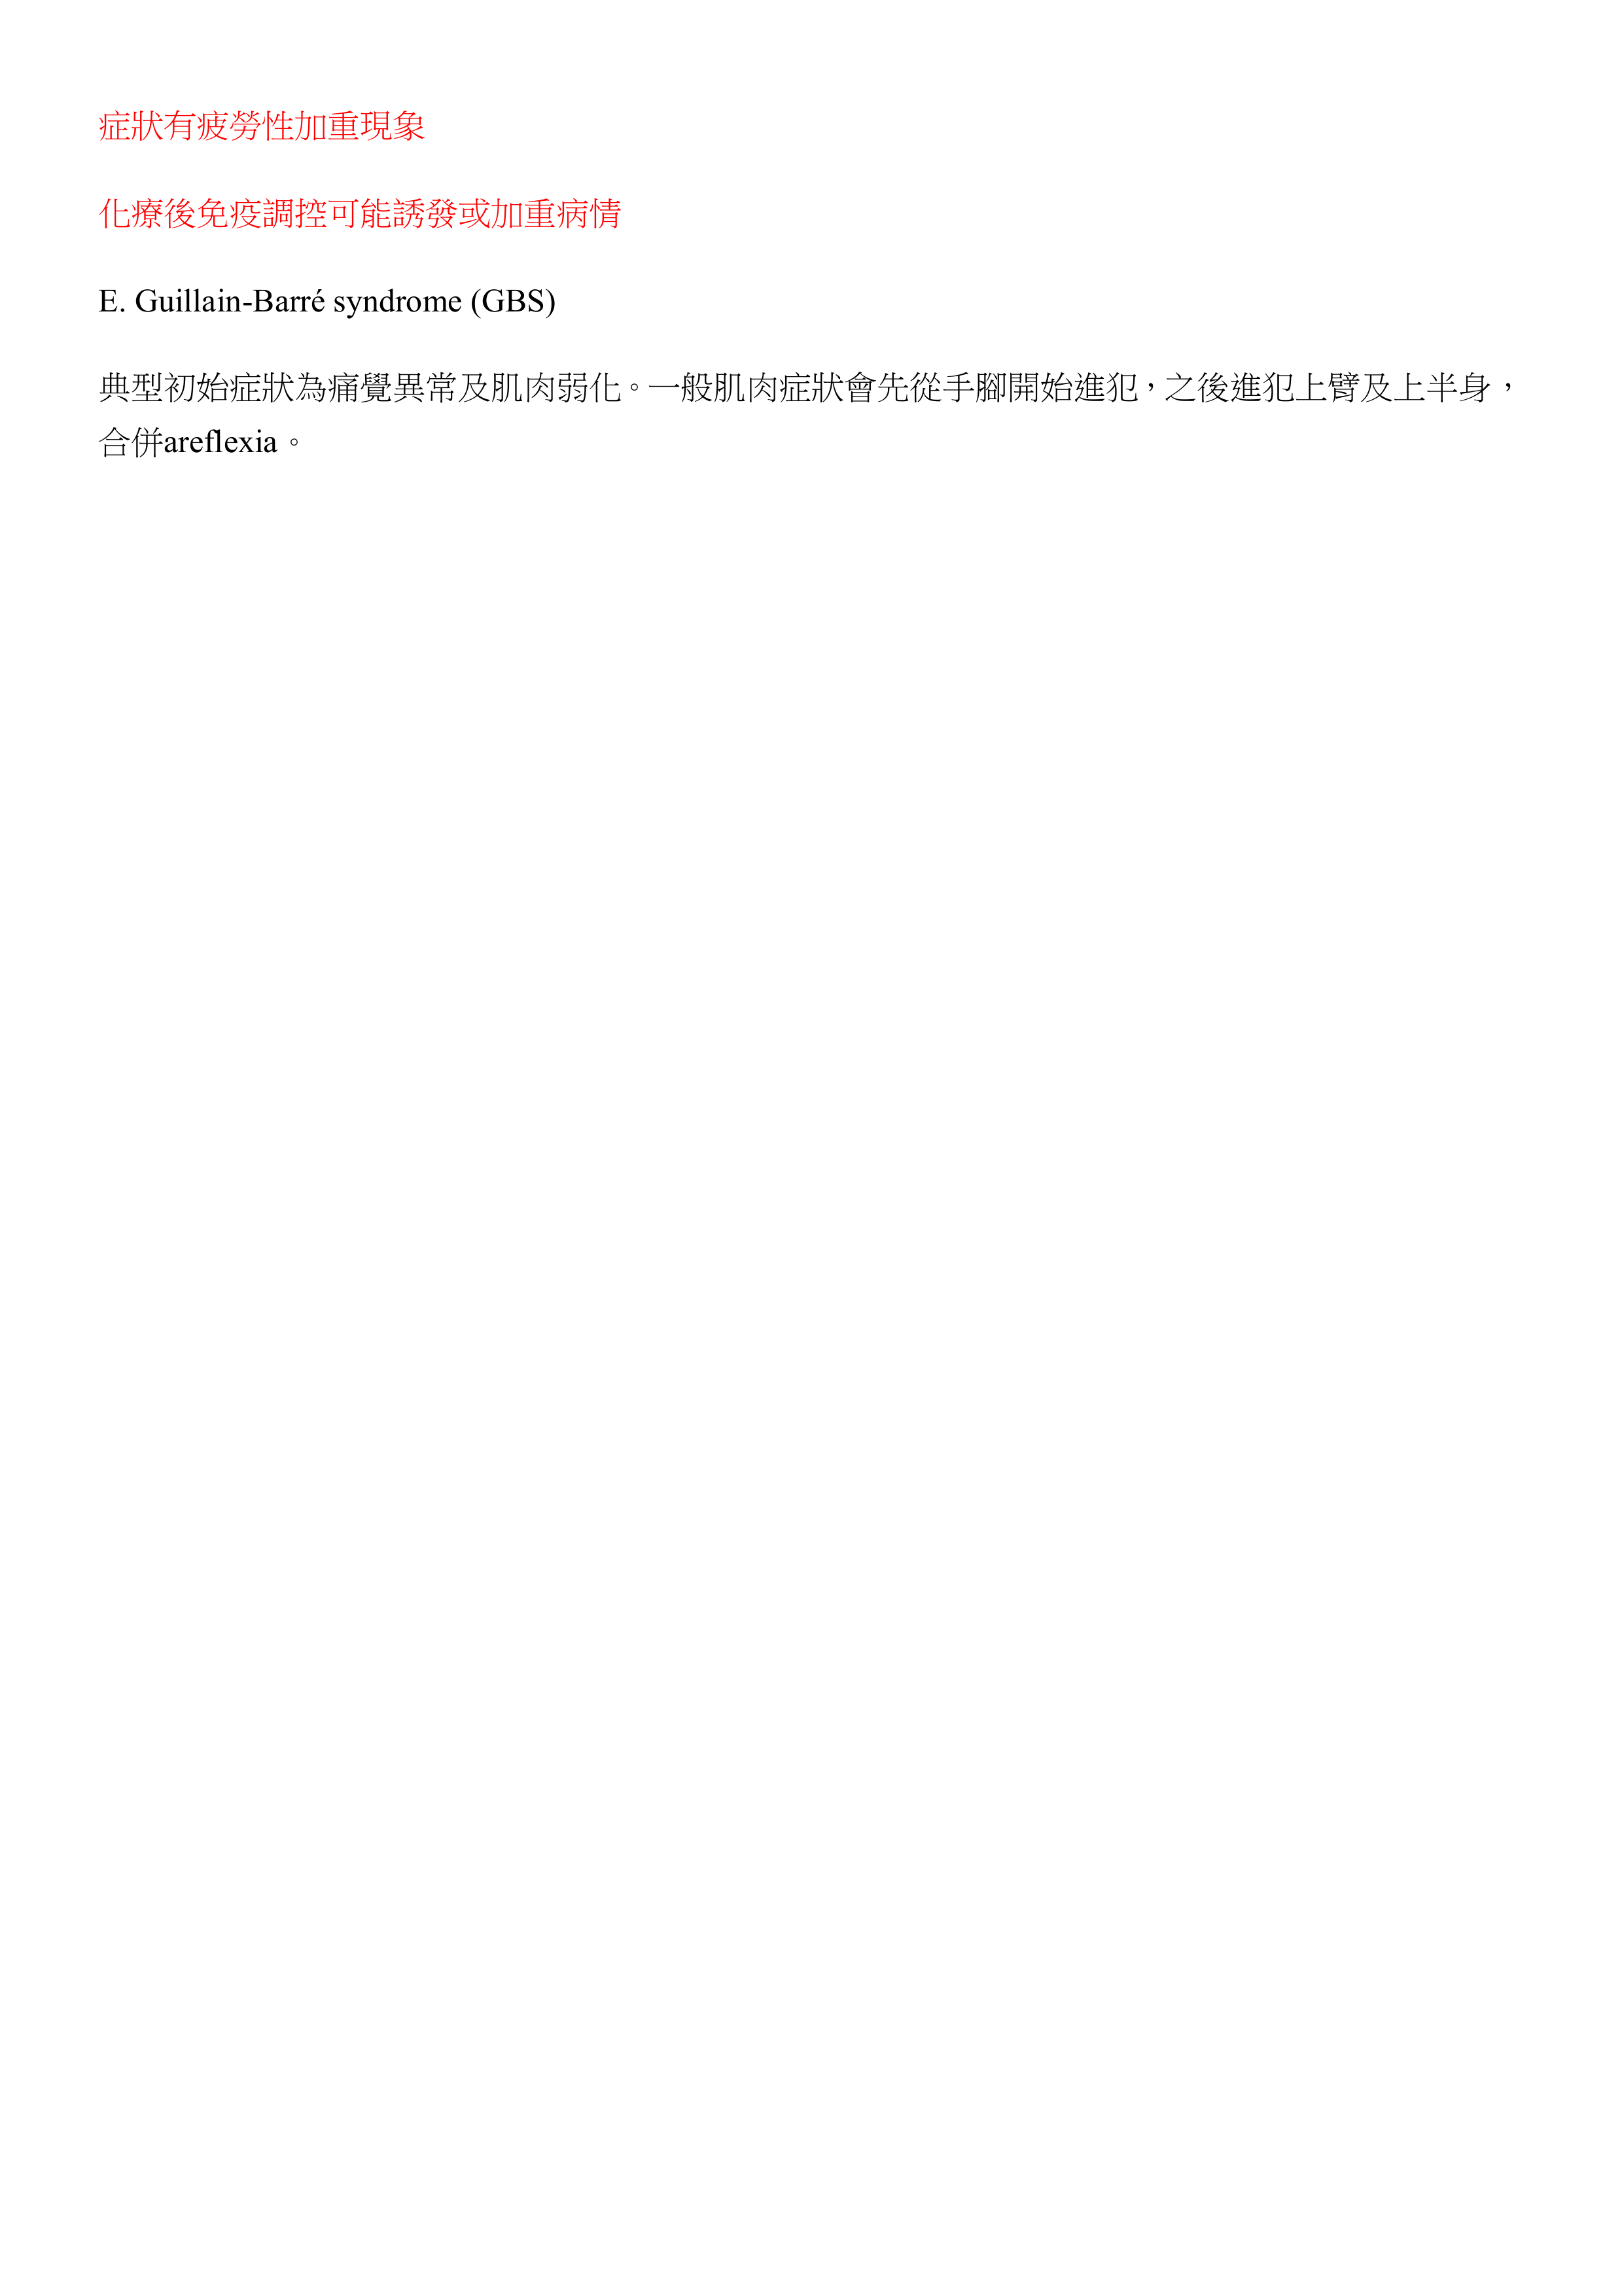 症狀有疲勞性加重現象
化療後免疫調控可能誘發或加重病情
E. Guillain-Barré syndrome (GBS)
典型初始症狀為痛覺異常及肌肉弱化。一般肌肉症狀會先從手腳開始進犯，之後進犯上臂及上半身，
合併areflexia。